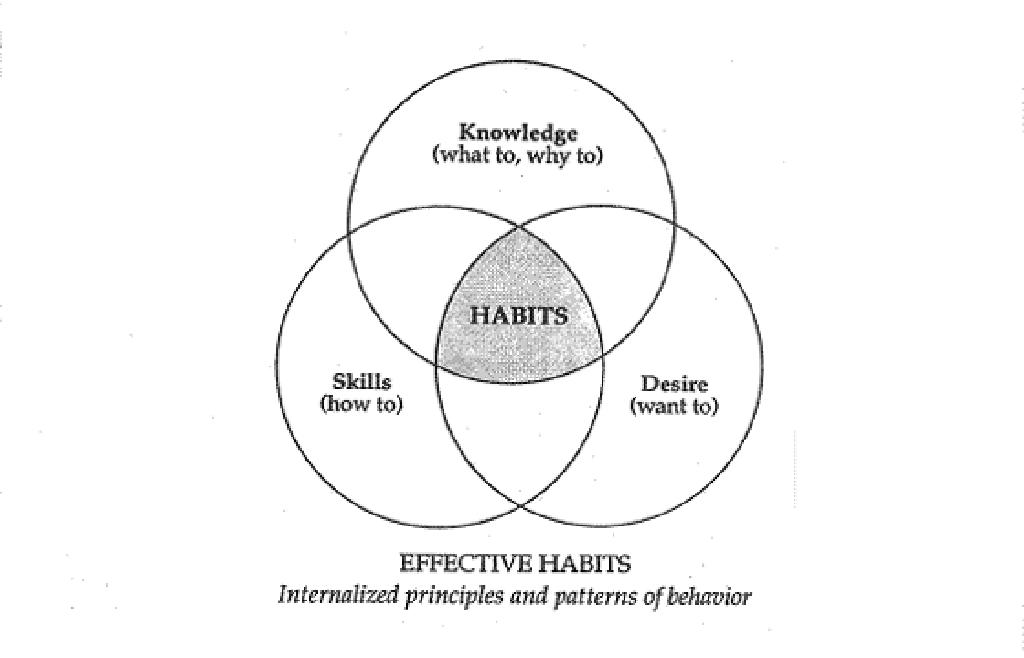 Knowledge
(what to, why to)
HABITS
Skills
(how to)
Desire
(want to)
EFFECTIVE HABITS
Internalized principles and patterns of behavior